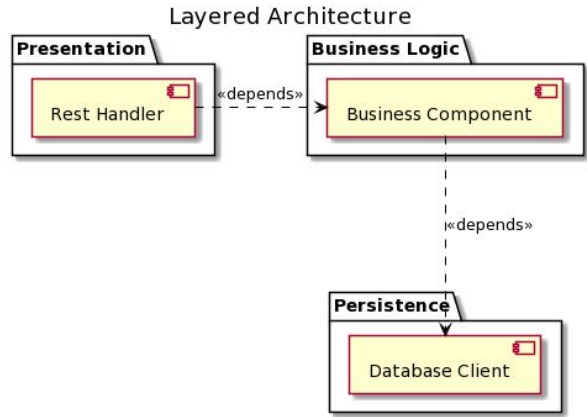 Layered Architecture
Presentation
Business Logic
Rest Handler
«depends»
Business Component
«depends»
Persistence
Database Client